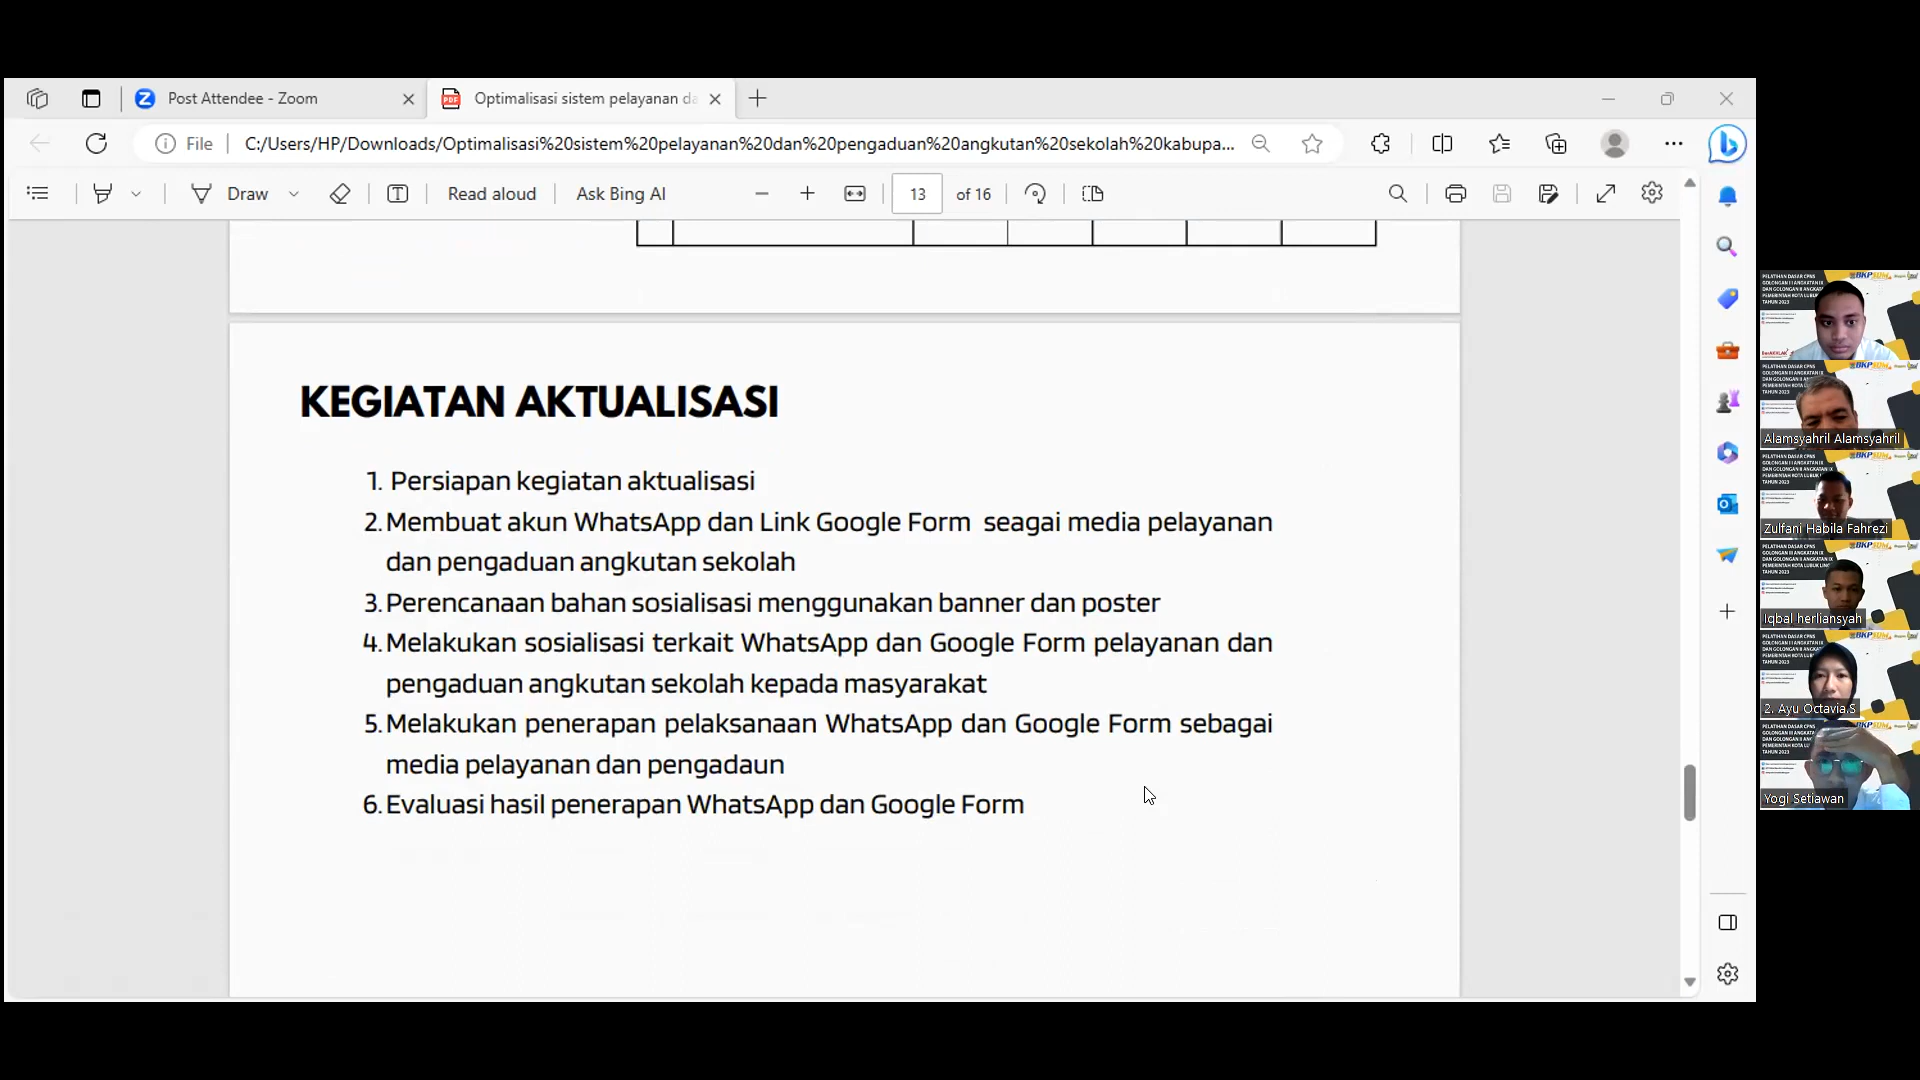 Post Attendee - Zoom
Optimalisasi sistem pelayanan da
File
C:/Users/HP/Downloads/Optimalisasi%20sistem%20pelayanan%20dan%20pengaduan%20angkutan%20sekolah%20kabupa...
Draw
Read aloud
Ask Bing AI
13 of 16
KEGIATAN AKTUALISASI
1. Persiapan kegiatan aktualisasi
2. Membuat akun WhatsApp dan Link Google Form seagai media pelayanan
dan pengaduan angkutan sekolah
3. Perencanaan bahan sosialisasi menggunakan banner dan poster
4. Melakukan sosialisasi terkait WhatsApp dan Google Form pelayanan dan
pengaduan angkutan sekolah kepada masyarakat
5. Melakukan penerapan pelaksanaan WhatsApp dan Google Form sebagai
media pelayanan dan pengadaun
6. Evaluasi hasil penerapan WhatsApp dan Google Form
PELATIHAN DASAR CPNS
Alamsyahril Alamsyahril
Zulfani Habila Fahrezi
Iqbal herliansyah
2. Ayu Octavia.S
Yogi Setiawan